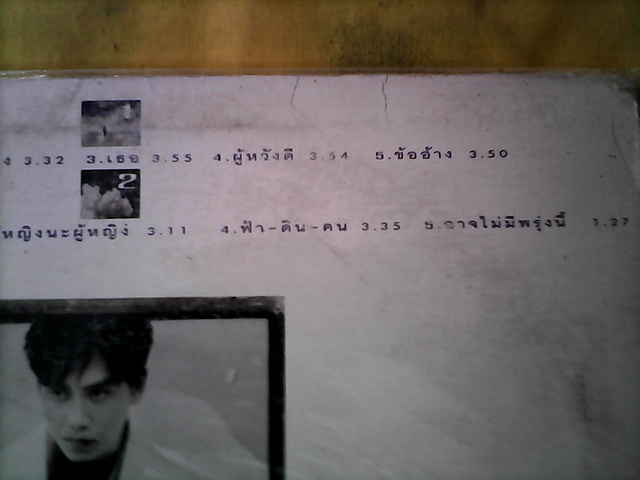 1
ง 3.32 3.เธอ 3.55 4.ผู้หวังดี 3.54 5.ข้ออ้าง 3.50
2
หญิงนะผู้หญิง 3.11 4.ฟ้า-ดิน-คน 3.35 5.อาจไม่มีพรุ่งนี้ 1.27